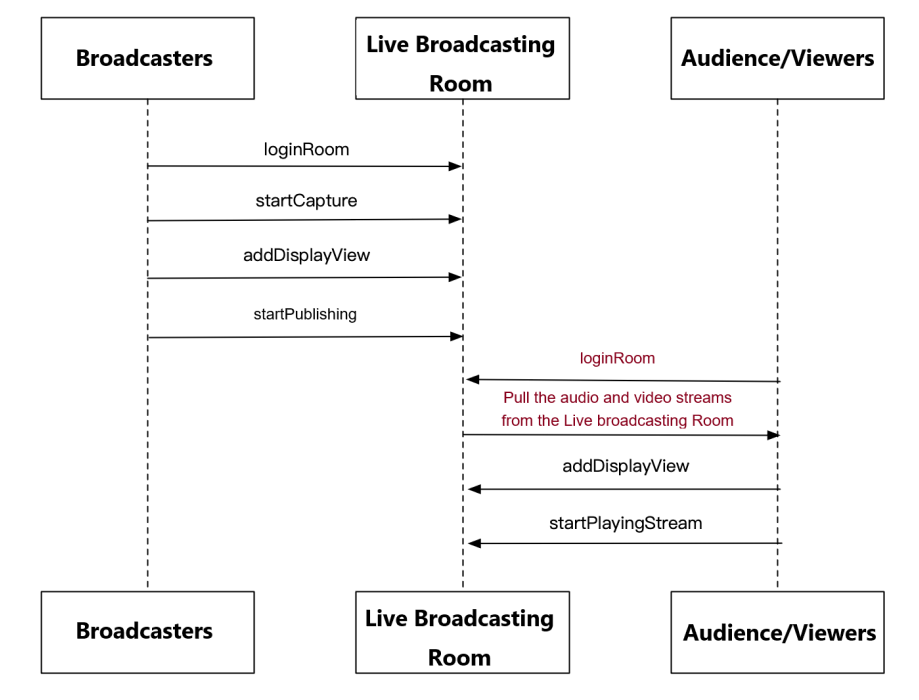 Broadcasters
Live Broadcasting
Room
Audience/Viewers
loginRoom
startCapture
addDisplayView
startPublishing
loginRoom
Pull the audio and video streams
from the Live broadcasting Room
addDisplayView
startPlayingStream
Broadcasters
Live Broadcasting
Room
Audience/Viewers